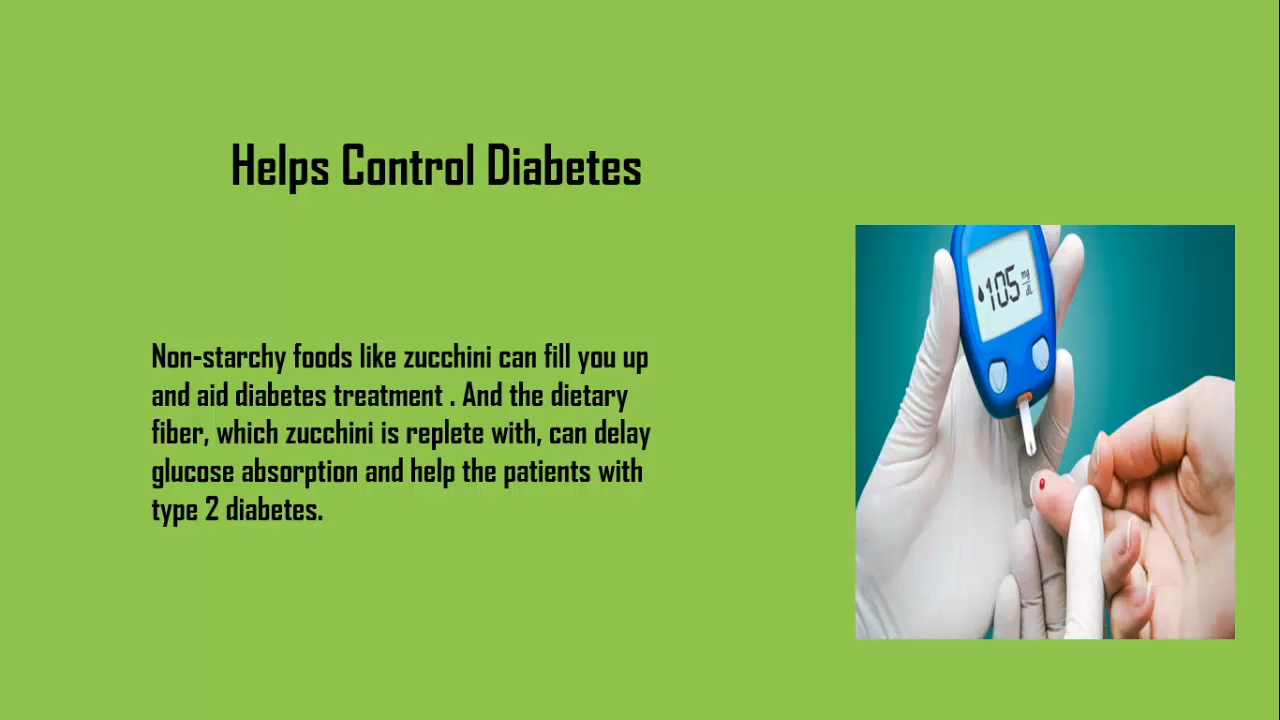 Helps Control Diabetes
Non-starchy foods like zucchini can fill you up
and aid diabetes treatment . And the dietary
fiber, which zucchini is replete with, can delay
glucose absorption and help the patients with
type 2 diabetes.
105 mg/dL